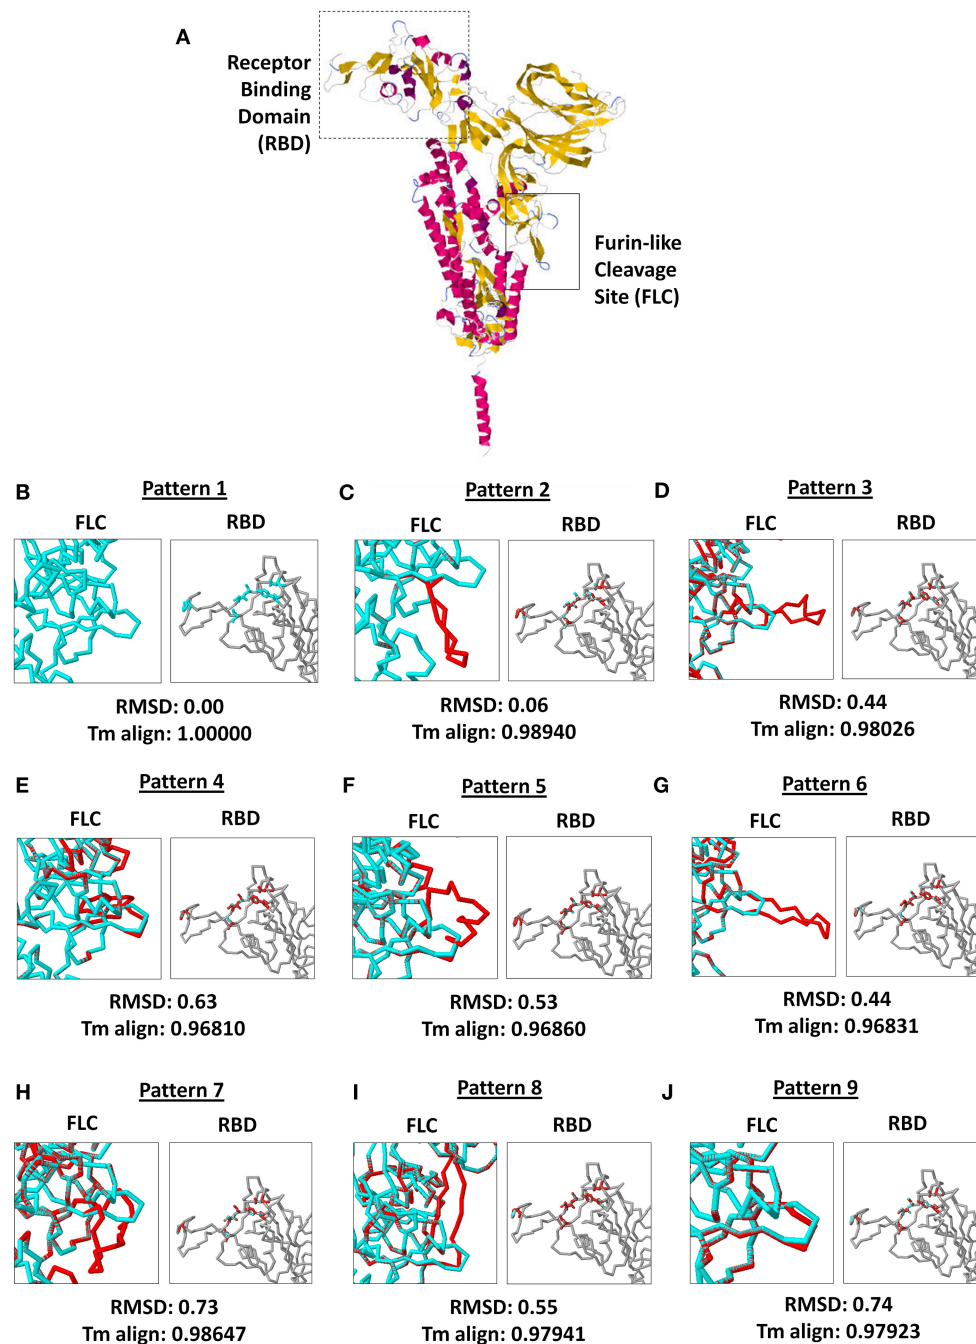 A
Receptor
Binding
Domain
(RBD)
Furin-like
Cleavage
Site (FLC)
B
Pattern 1
FLC RBD
RMSD: 0.00
Tm align: 1.00000
C
Pattern 2
FLC RBD
RMSD: 0.06
Tm align: 0.98940
D
Pattern 3
FLC RBD
RMSD: 0.44
Tm align: 0.98026
E
Pattern 4
FLC RBD
RMSD: 0.63
Tm align: 0.96810
F
Pattern 5
FLC RBD
RMSD: 0.53
Tm align: 0.96860
G
Pattern 6
FLC RBD
RMSD: 0.44
Tm align: 0.96831
H
Pattern 7
FLC RBD
RMSD: 0.73
Tm align: 0.98647
I
Pattern 8
FLC RBD
RMSD: 0.55
Tm align: 0.97941
J
Pattern 9
FLC RBD
RMSD: 0.74
Tm align: 0.97923